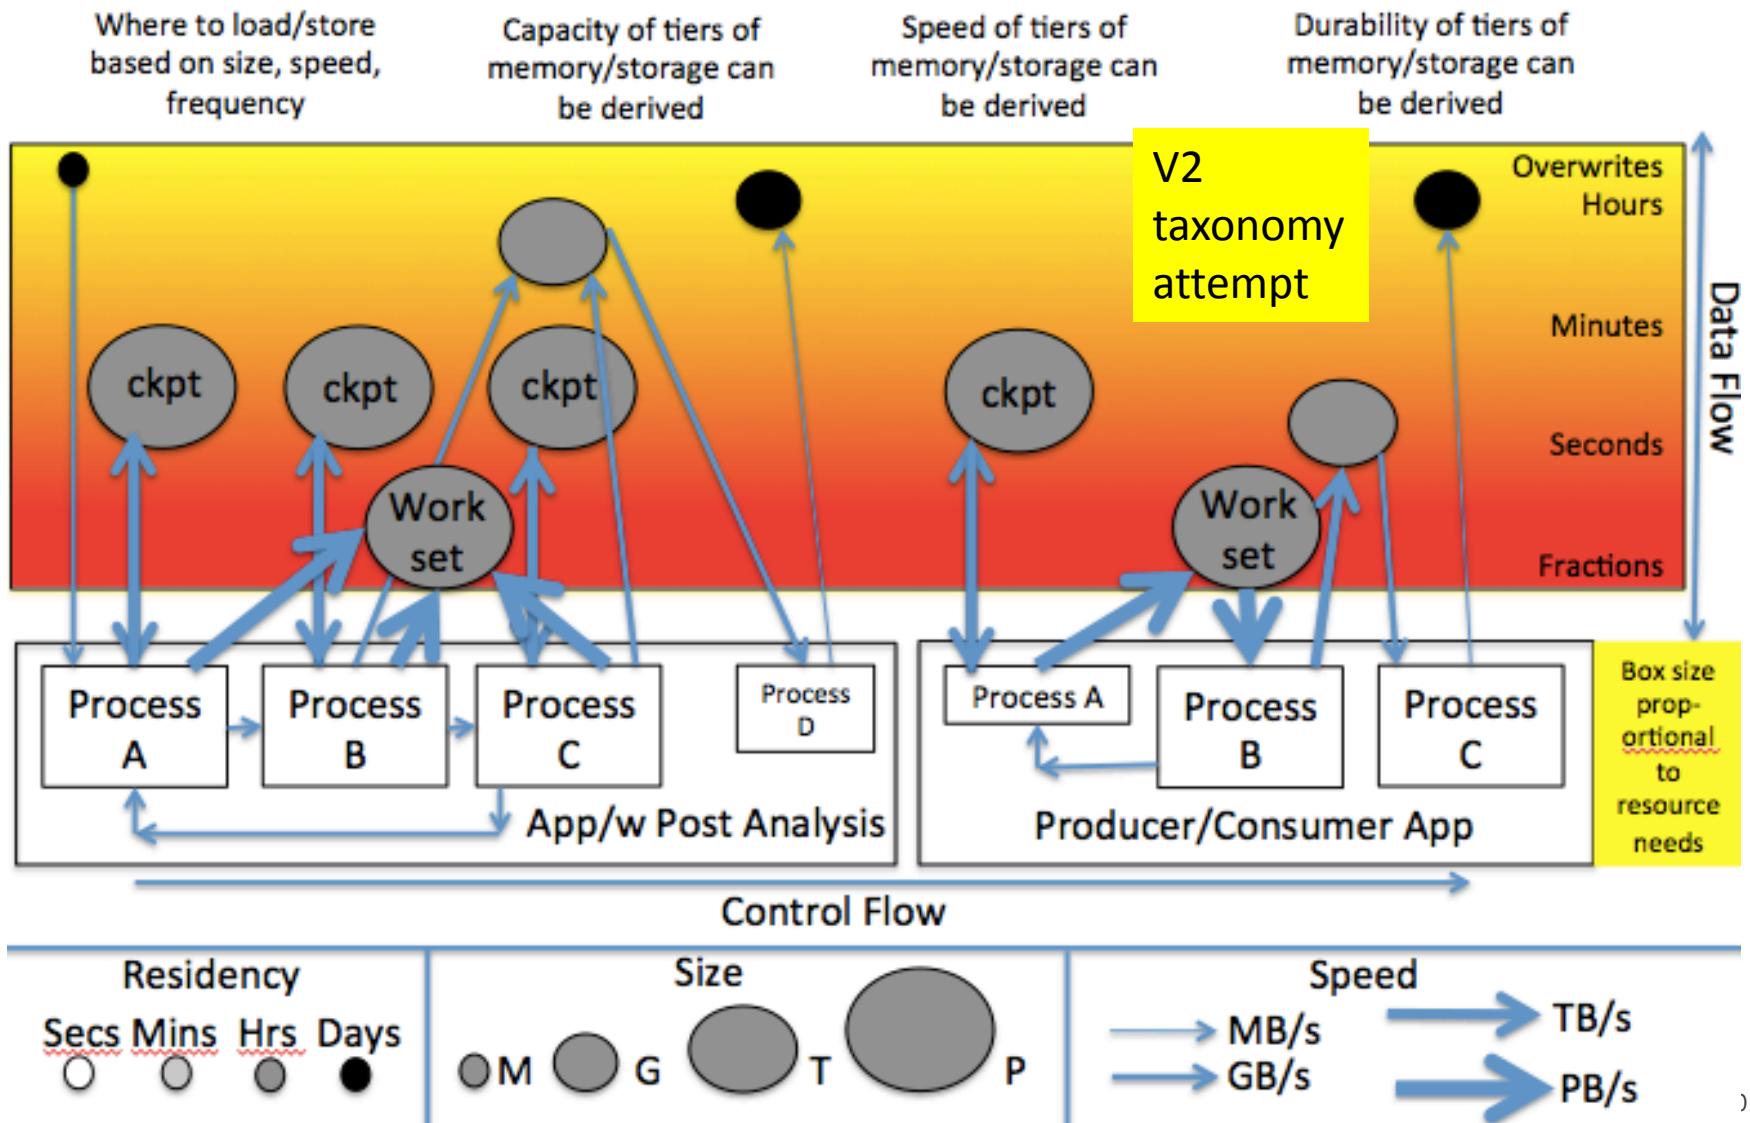 Where to load/store
based on size, speed,
frequency
Capacity of tiers of
memory/storage can
be derived
Speed of tiers of
memory/storage can
be derived
Durability of tiers of
memory/storage can
be derived
V2
taxonomy
attempt
Overwrites
Hours
Minutes
Seconds
Fractions
Data Flow
ckpt
ckpt
ckpt
ckpt
Work
set
Work
set
Process
A
Process
B
Process
C
Process
D
App/w Post Analysis
Process A
Process
B
Process
C
Producer/Consumer App
Box size
prop-
ortional
to
resource
needs
Control Flow
Residency
Secs Mins Hrs Days
Size
M G T P
Speed
MB/s
GB/s
TB/s
PB/s